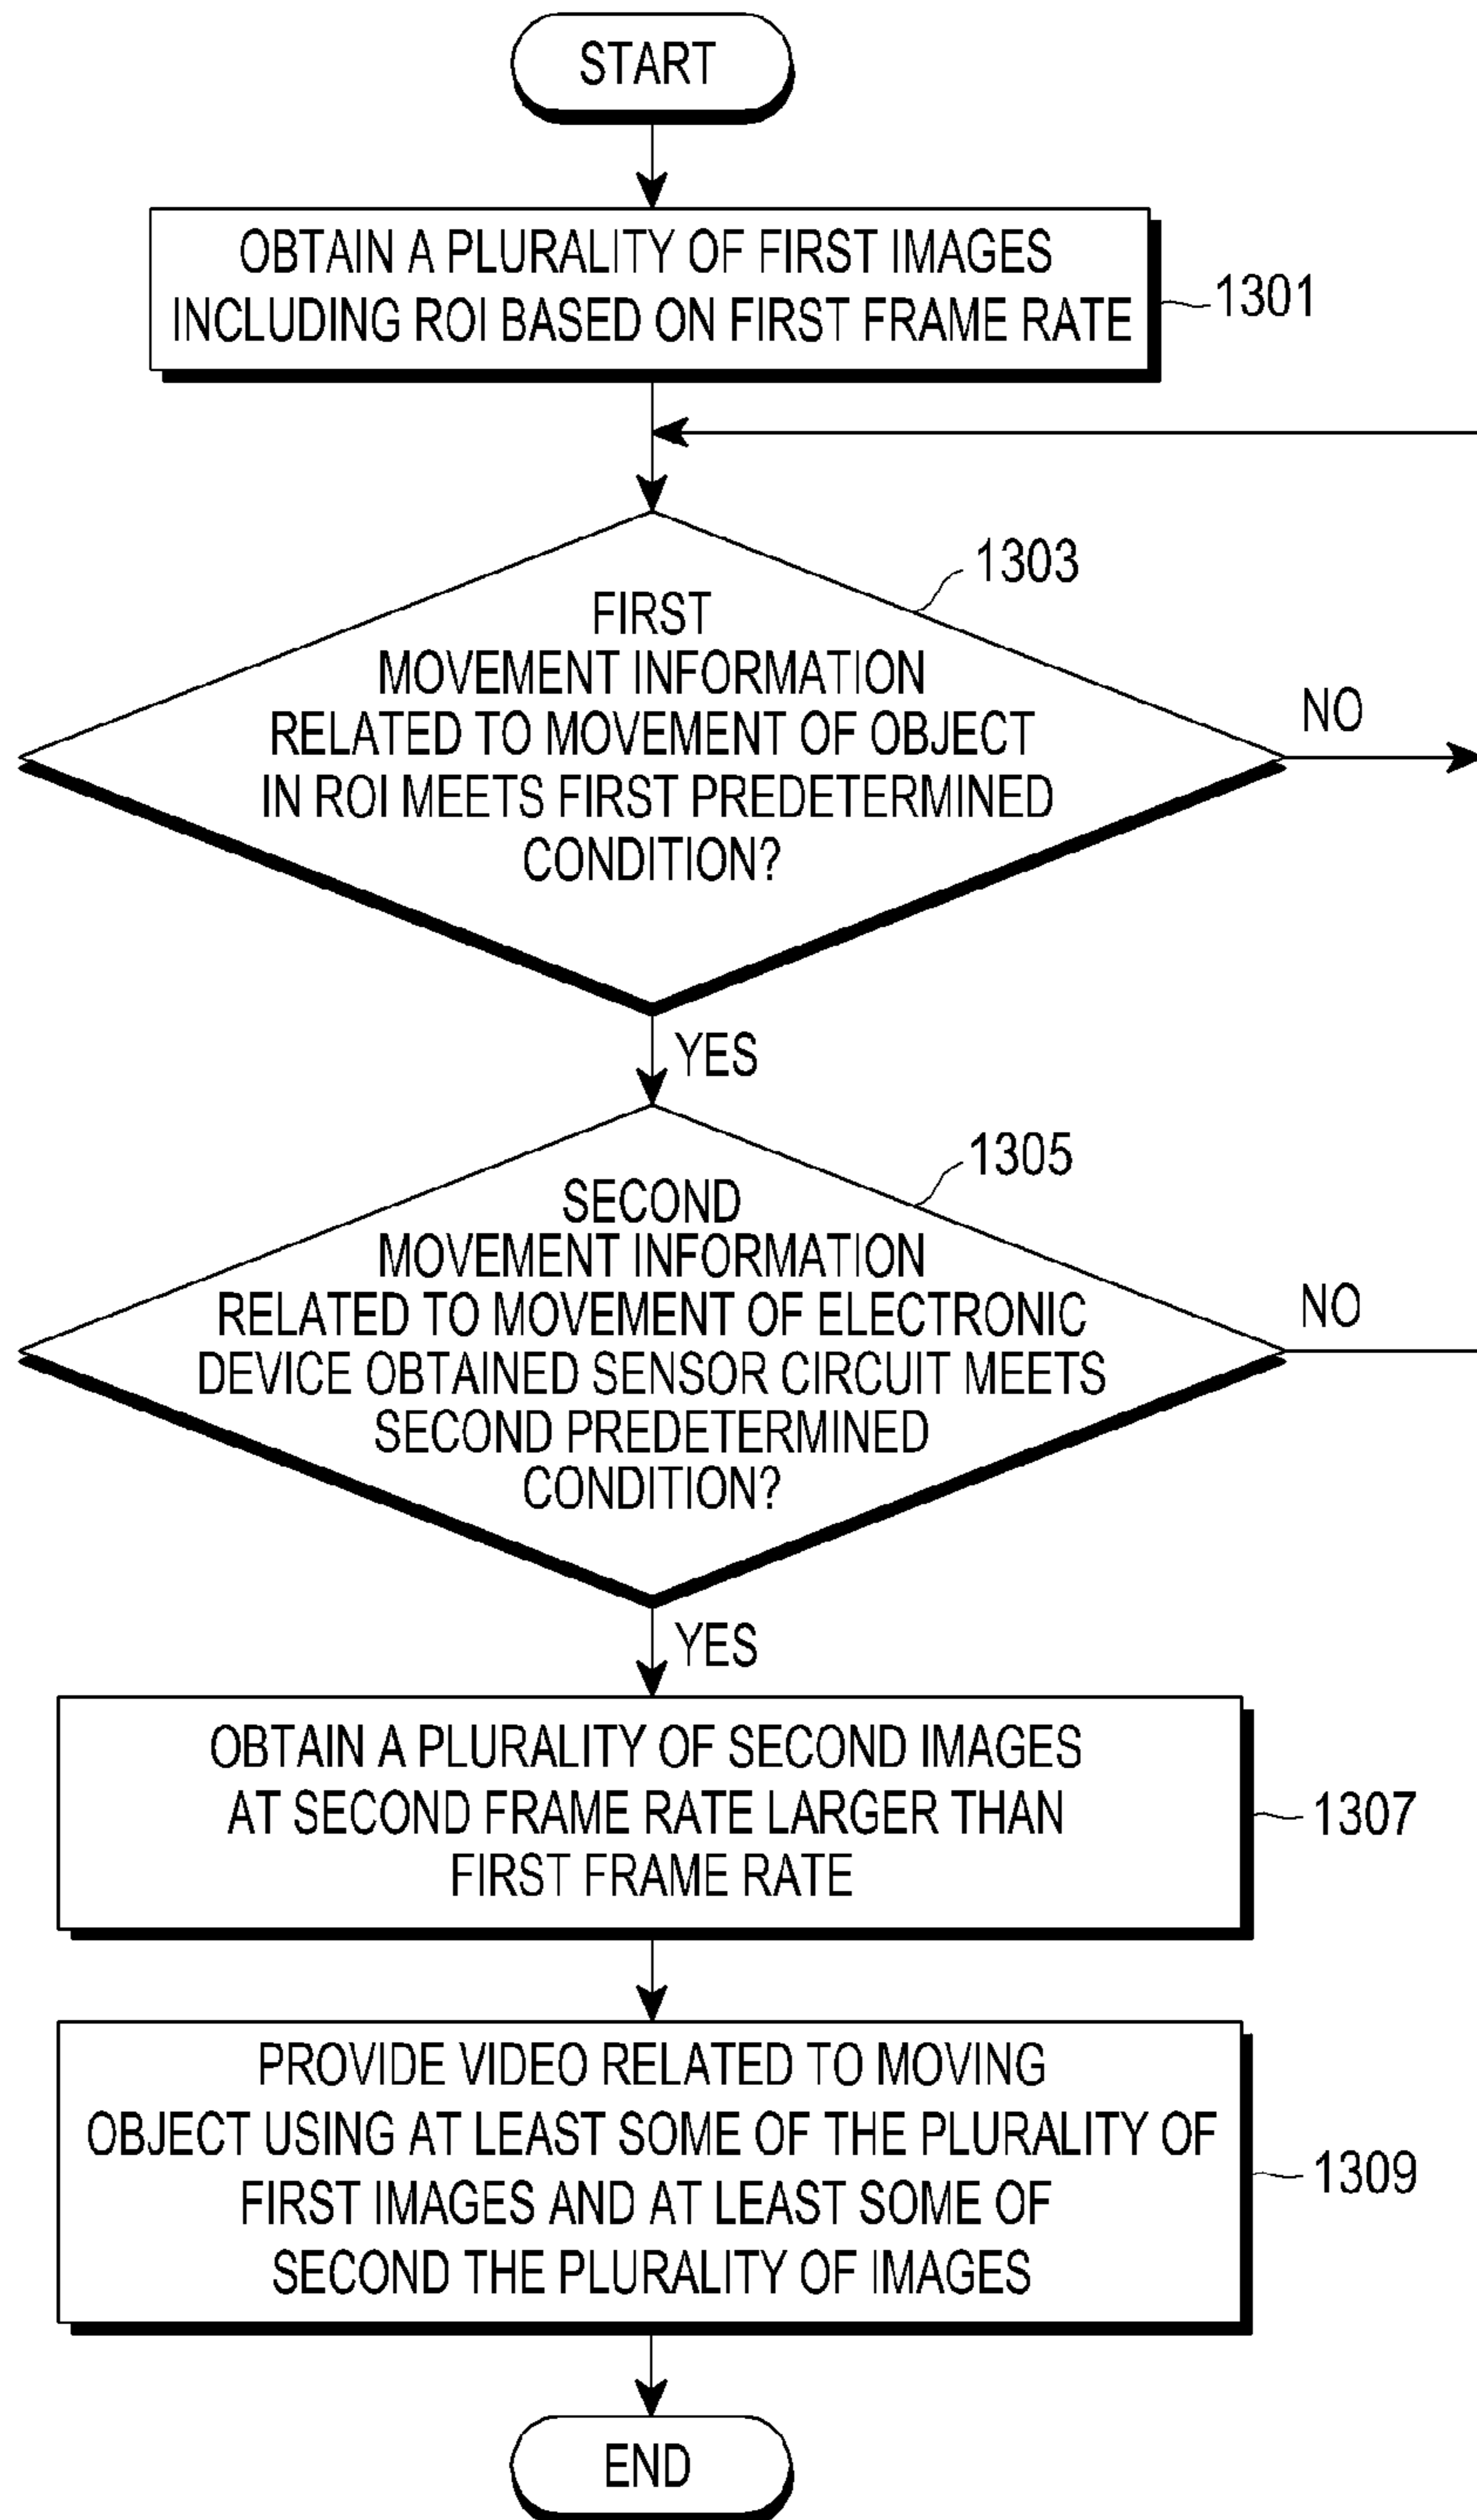 START
OBTAIN A PLURALITY OF FIRST IMAGES
INCLUDING ROI BASED ON FIRST FRAME RATE
1301
1303
FIRST
MOVEMENT INFORMATION
RELATED TO MOVEMENT OF OBJECT
IN ROI MEETS FIRST PREDETERMINED
CONDITION?
NO
YES
1305
SECOND
MOVEMENT INFORMATION
RELATED TO MOVEMENT OF ELECTRONIC
DEVICE OBTAINED SENSOR CIRCUIT MEETS
SECOND PREDETERMINED
CONDITION?
NO
YES
OBTAIN A PLURALITY OF SECOND IMAGES
AT SECOND FRAME RATE LARGER THAN
FIRST FRAME RATE
1307
PROVIDE VIDEO RELATED TO MOVING
OBJECT USING AT LEAST SOME OF THE PLURALITY OF
FIRST IMAGES AND AT LEAST SOME OF
SECOND THE PLURALITY OF IMAGES
1309
END